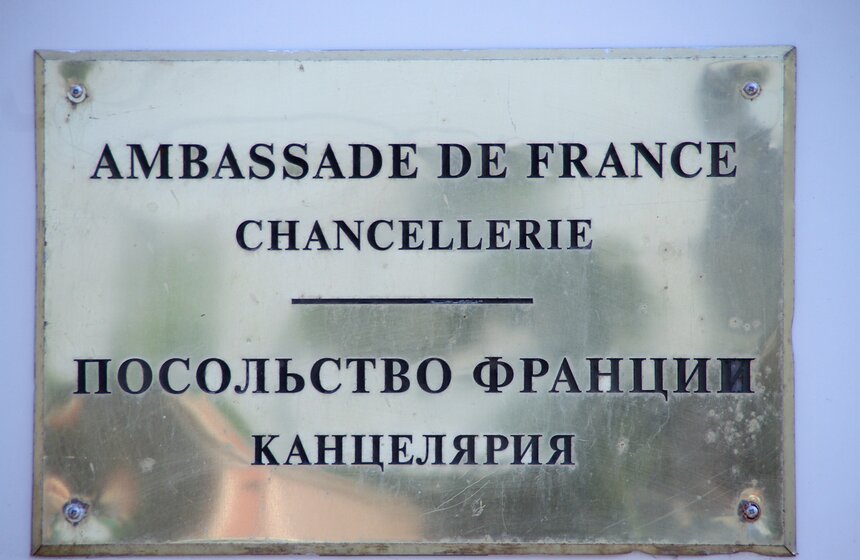 AMBASSADE DE FRANCE
CHANCELLERIE
ПОСОЛЬСТВО ФРАНЦИИ
КАНЦЕЛЯРИЯ